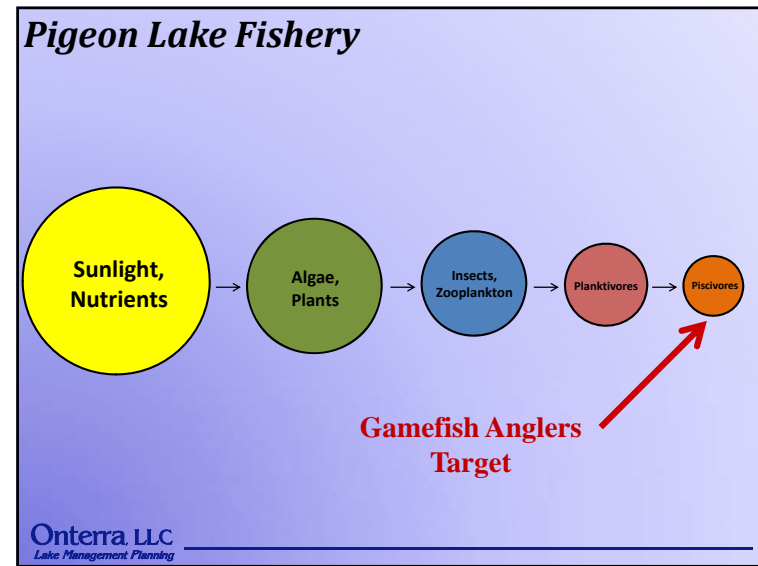 Pigeon Lake Fishery
Sunlight,
Nutrients
Algae,
Plants
Insects,
Zooplankton
Planktivores
Piscivores
Gamefish Anglers
Target
Onterra, LLC
Lake Management Planning